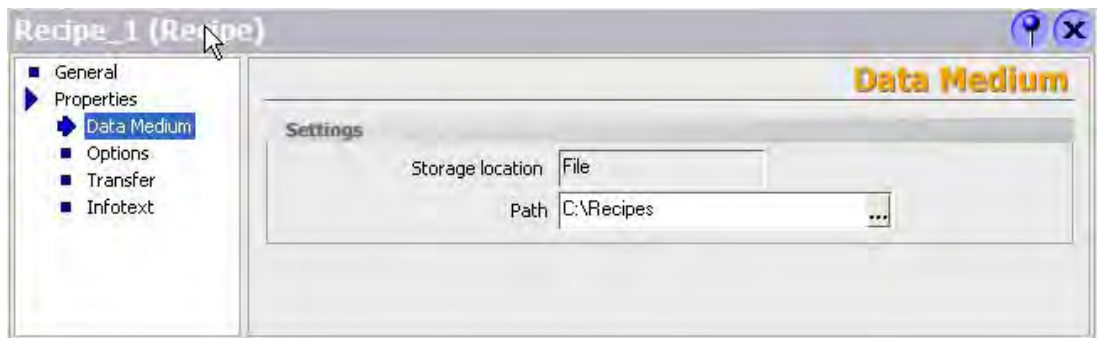 Recipe_1 (Recipe)
General
Properties
Data Medium
Options
Transfer
Infotext
Data Medium
Settings
Storage location File
Path C:\Recipes ...